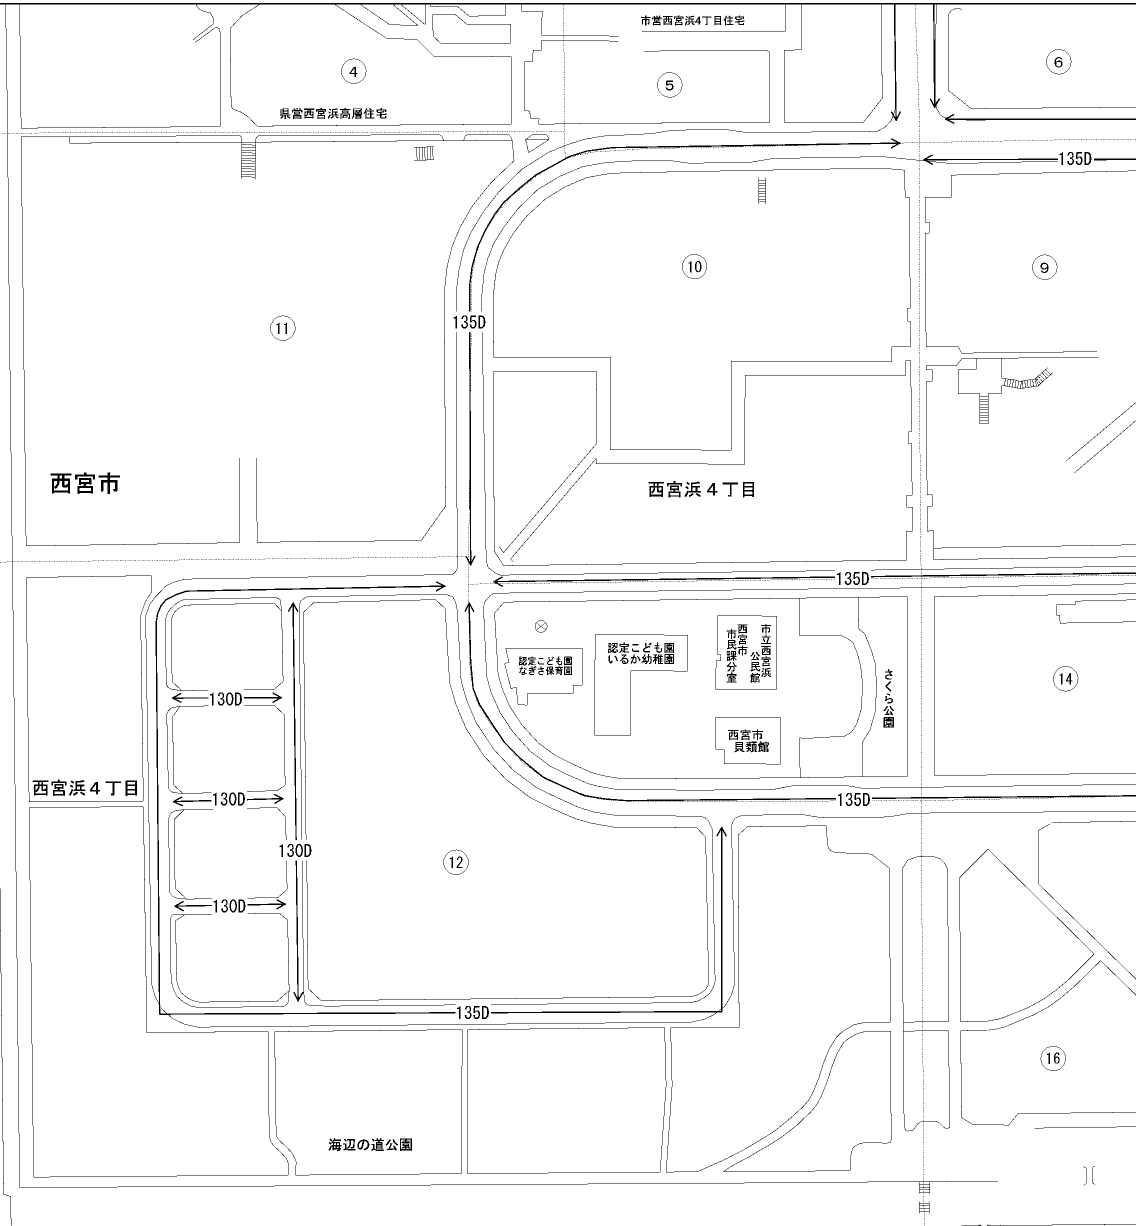 市営西宮浜4丁目住宅
④
⑤
⑥
県営西宮浜高層住宅
135D
⑩
⑨
⑪
135D
西宮市
西宮浜４丁目
135D
認定こども園
なぎさ保育園
認定こども園
いるか幼稚園
市立西宮浜
公民館
西宮市
市民課分室
さくら公園
⑭
130D
西宮市
貝類館
西宮浜４丁目
130D
135D
130D
⑫
130D
135D
⑯
海辺の道公園